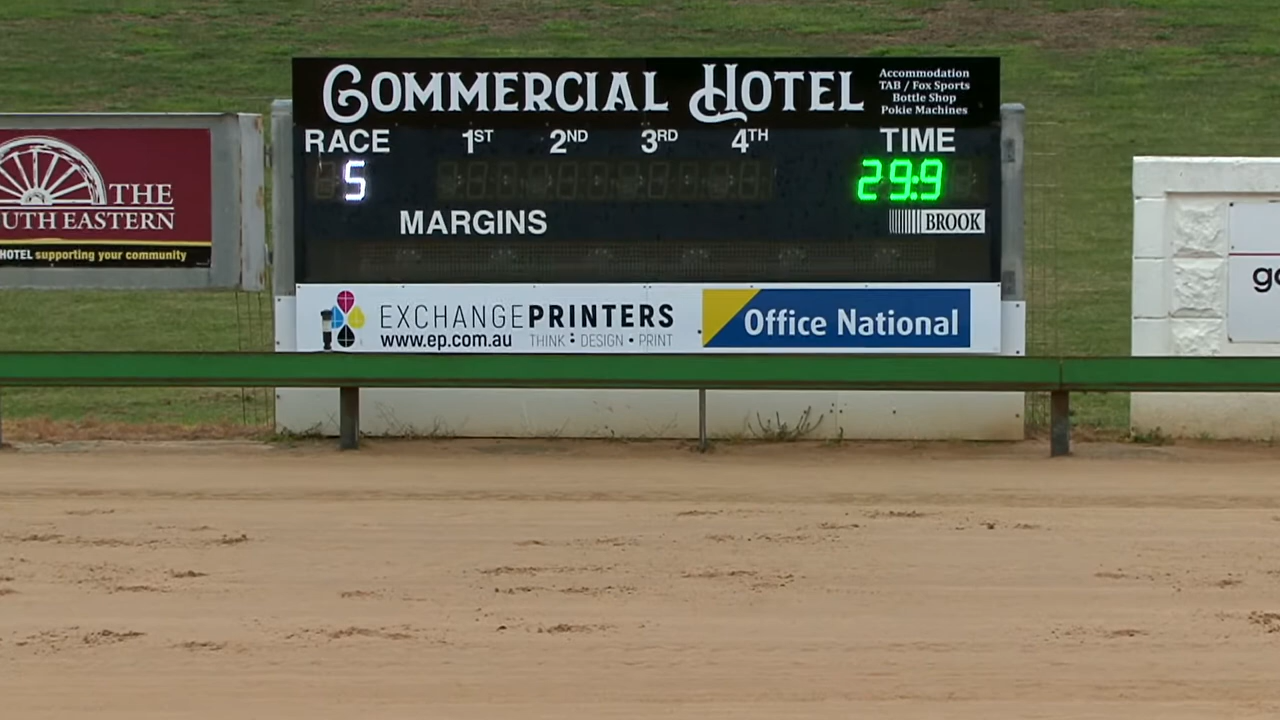 COMMERCIAL HOTEL
Accommodation
TAB / Fox Sports
Bottle Shop
Pokie Machines
RACE 1ST 2ND 3RD 4TH TIME
5 29:9
MARGINS
BROOK
THE
UTH EASTERN
HOTEL supporting your community
EXCHANGEPRINTERS
www.ep.com.au THINK : DESIGN • PRINT
Office National
go